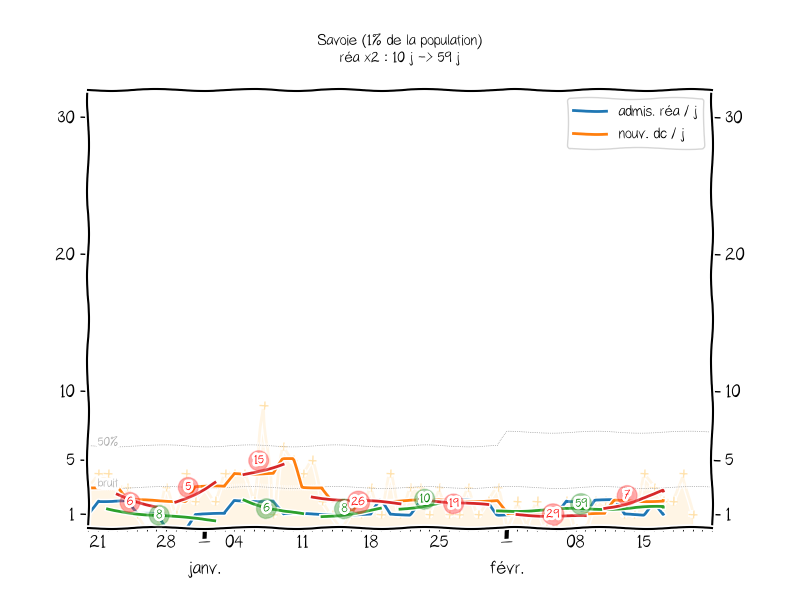 Savoie (1% de la population)
réa x2 : 10 j -> 59 j
admis. réa / j
nouv. dc / j
30 30
20 20
10 10
50%
5 5
bruit
1 1
15
5
6
8
6
8
26
10
19
29
59
7
21 28 04 11 18 25 08 15
janv. févr.